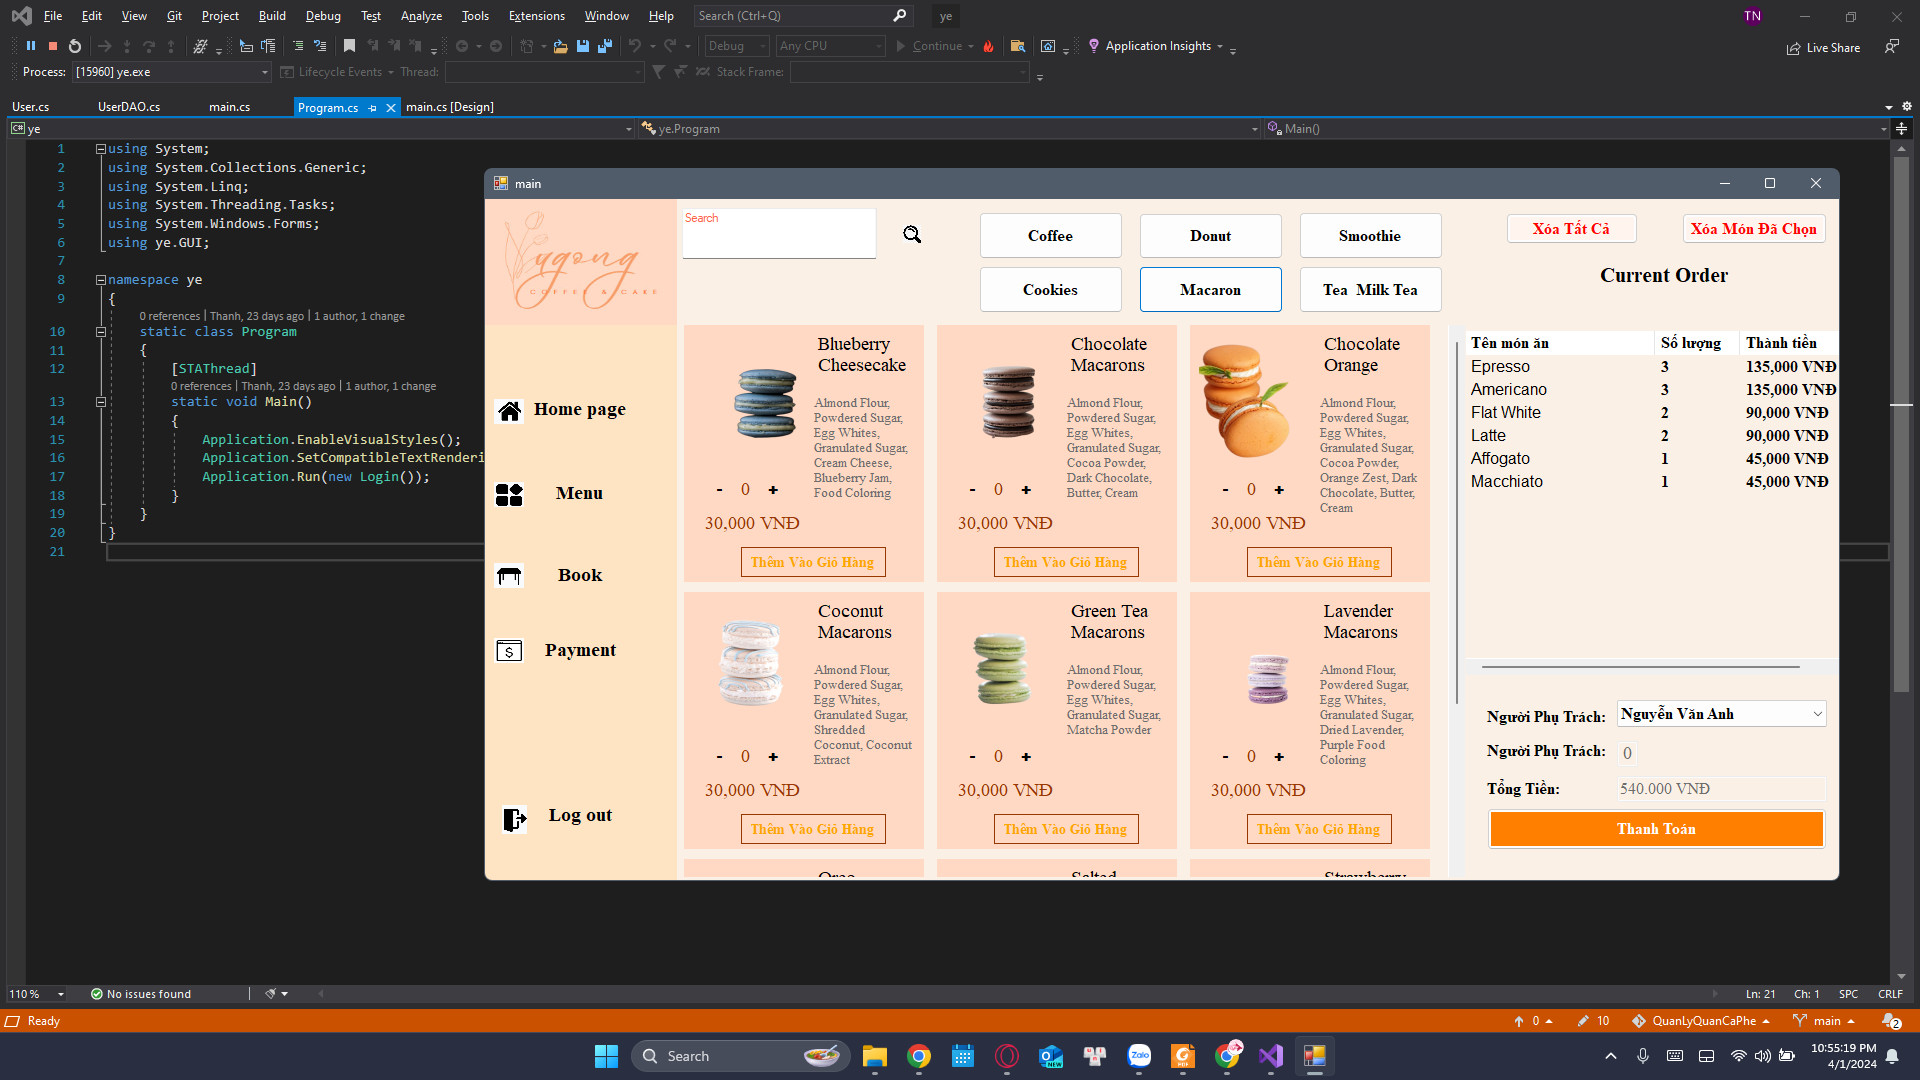 File Edit View Git Project Build Debug Test Analyze Tools Extensions Window Help Search (Ctrl+Q) ye TN
Debug Any CPU Continue Application Insights Live Share
Process: [15960] ye.exe Lifecycle Events Thread: Stack Frame:
User.cs UserDAO.cs main.cs Program.cs main.cs [Design]
C# ye ye.Program Main()
1 using System;
2 using System.Collections.Generic;
3 using System.Linq;
4 using System.Threading.Tasks;
5 using System.Windows.Forms;
6 using ye.GUI;
7
8 namespace ye
9 {
0 references | Thanh, 23 days ago | 1 author, 1 change
10 static class Program
11 {
12 [STAThread]
0 references | Thanh, 23 days ago | 1 author, 1 change
13 static void Main()
14 {
15 Application.EnableVisualStyles();
16 Application.SetCompatibleTextRenderi
17 Application.Run(new Login());
18 }
19 }
20 }
21
main
COFFEE & CAKE
Home page
Menu
Book
Payment
Log out
Search
Coffee Donut Smoothie
Cookies Macaron Tea Milk Tea
Blueberry
Cheesecake
Almond Flour,
Powdered Sugar,
Egg Whites,
Granulated Sugar,
Cream Cheese,
Blueberry Jam,
Food Coloring
- 0 +
30,000 VNĐ
Thêm Vào Giỏ Hàng
Chocolate
Macarons
Almond Flour,
Powdered Sugar,
Egg Whites,
Granulated Sugar,
Cocoa Powder,
Dark Chocolate,
Butter, Cream
- 0 +
30,000 VNĐ
Thêm Vào Giỏ Hàng
Chocolate
Orange
Almond Flour,
Powdered Sugar,
Egg Whites,
Granulated Sugar,
Cocoa Powder,
Orange Zest, Dark
Chocolate, Butter,
Cream
- 0 +
30,000 VNĐ
Thêm Vào Giỏ Hàng
Coconut
Macarons
Almond Flour,
Powdered Sugar,
Egg Whites,
Granulated Sugar,
Shredded
Coconut, Coconut
Extract
- 0 +
30,000 VNĐ
Thêm Vào Giỏ Hàng
Green Tea
Macarons
Almond Flour,
Powdered Sugar,
Egg Whites,
Granulated Sugar,
Matcha Powder
- 0 +
30,000 VNĐ
Thêm Vào Giỏ Hàng
Lavender
Macarons
Almond Flour,
Powdered Sugar,
Egg Whites,
Granulated Sugar,
Dried Lavender,
Purple Food
Coloring
- 0 +
30,000 VNĐ
Thêm Vào Giỏ Hàng
Oreo Salted Strawberry
Xóa Tất Cả Xóa Món Đã Chọn
Current Order
Tên món ăn Số lượng Thành tiền
Epresso 3 135,000 VNĐ
Americano 3 135,000 VNĐ
Flat White 2 90,000 VNĐ
Latte 2 90,000 VNĐ
Affogato 1 45,000 VNĐ
Macchiato 1 45,000 VNĐ
Người Phụ Trách: Nguyễn Văn Anh
Người Phụ Trách: 0
Tổng Tiền: 540.000 VNĐ
Thanh Toán
110 % No issues found Ln: 21 Ch: 1 SPC CRLF
Ready 0 10 QuanLyQuanCaPhe main 2
Search Zalo NEW PDF 10:55:19 PM
4/1/2024